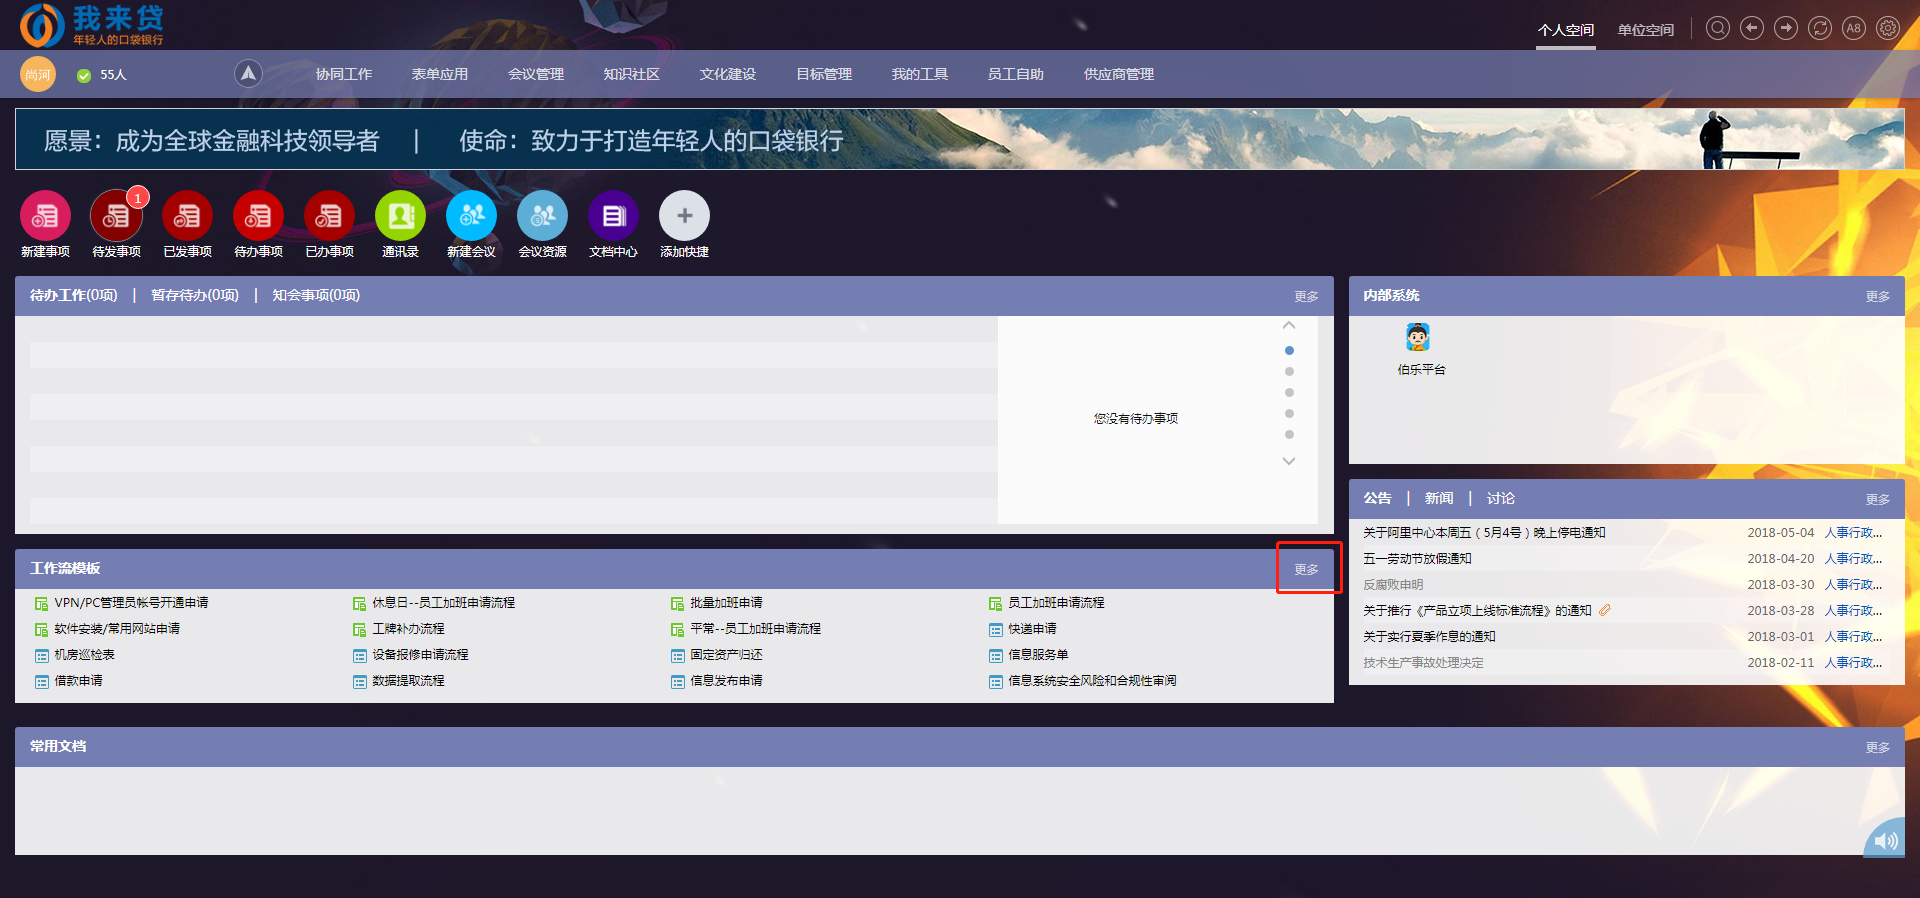 我来贷
年轻人的口袋银行
个人空间 单位空间 A8
尚河 55人 协同工作 表单应用 会议管理 知识社区 文化建设 目标管理 我的工具 员工自助 供应商管理
愿景：成为全球金融科技领导者 | 使命：致力于打造年轻人的口袋银行
1
新建事项 待发事项 已发事项 待办事项 已办事项 通讯录 新建会议 会议资源 文档中心 添加快捷
待办工作(0项) | 暂存待办(0项) | 知会事项(0项) 更多
您没有待办事项
内部系统 更多
伯乐平台
公告 | 新闻 | 讨论 更多
关于阿里中心本周五（5月4号）晚上停电通知 2018-05-04 人事行政...
五一劳动节放假通知 2018-04-20 人事行政...
反腐败申明 2018-03-30 人事行政...
关于推行《产品立项上线标准流程》的通知 2018-03-28 人事行政...
关于实行夏季作息的通知 2018-03-01 人事行政...
技术生产事故处理决定 2018-02-11 人事行政...
工作流模板 更多
VPN/PC管理员帐号开通申请 休息日--员工加班申请流程 批量加班申请 员工加班申请流程
软件安装/常用网站申请 工牌补办流程 平常--员工加班申请流程 快递申请
机房巡检表 设备报修申请流程 固定资产归还 信息服务单
借款申请 数据提取流程 信息发布申请 信息系统安全风险和合规性审阅
常用文档 更多